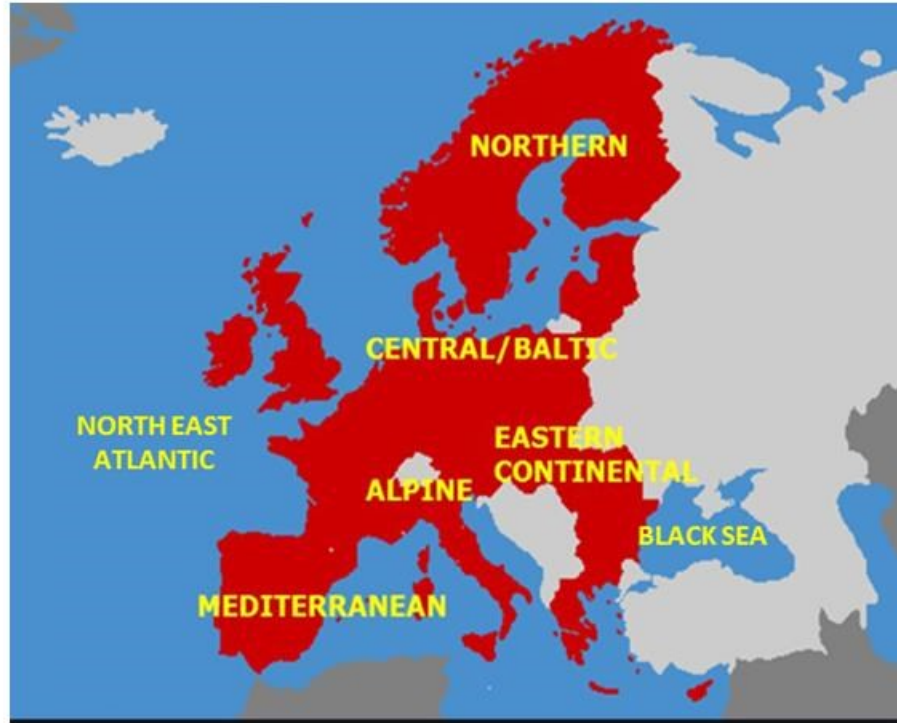 NORTHERN
CENTRAL/BALTIC
NORTH EAST
ATLANTIC
EASTERN
CONTINENTAL
ALPINE
BLACK SEA
MEDITERRANEAN